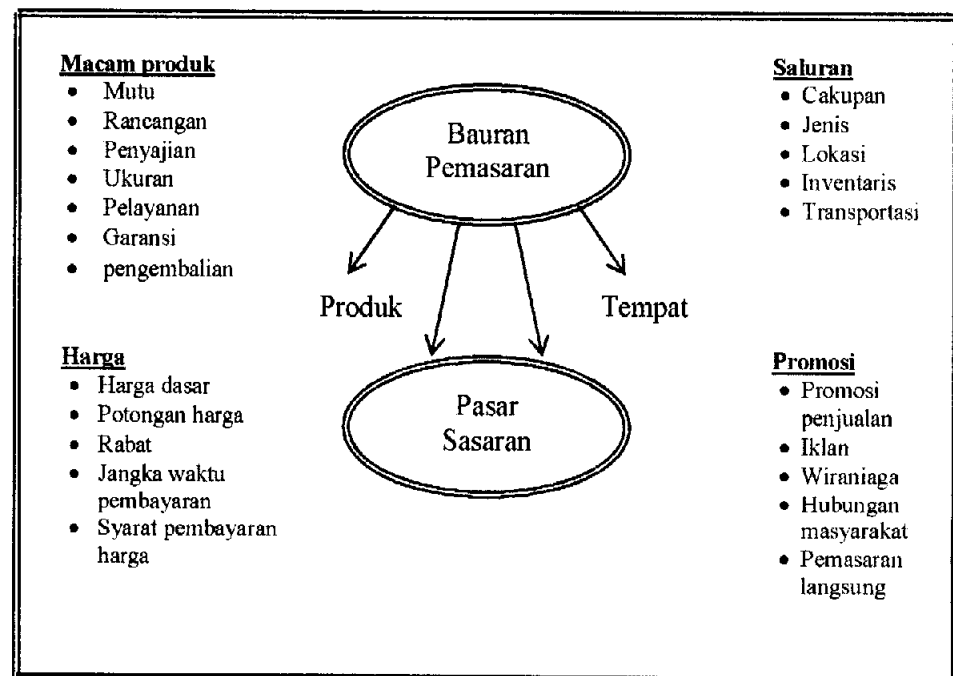 Macam produk
• Mutu
• Rancangan
• Penyajian
• Ukuran
• Pelayanan
• Garansi
• pengembalian
Bauran
Pemasaran
Saluran
• Cakupan
• Jenis
• Lokasi
• Inventaris
• Transportasi
Produk
Tempat
Harga
• Harga dasar
• Potongan harga
• Rabat
• Jangka waktu
pembayaran
• Syarat pembayaran
harga
Pasar
Sasaran
Promosi
• Promosi
penjualan
• Iklan
• Wiraniaga
• Hubungan
masyarakat
• Pemasaran
langsung